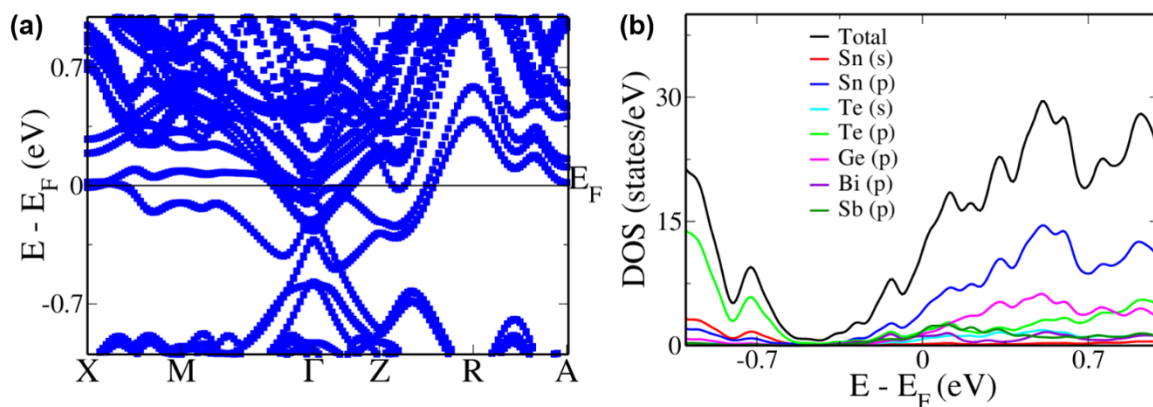 (a)
0.7
0
-0.7
E - E_F (eV)
E_F
X M Γ Z R A
(b)
Total
Sn (s)
Sn (p)
Te (s)
Te (p)
Ge (p)
Bi (p)
Sb (p)
30
15
0
DOS (states/eV)
-0.7 0 0.7
E - E_F (eV)